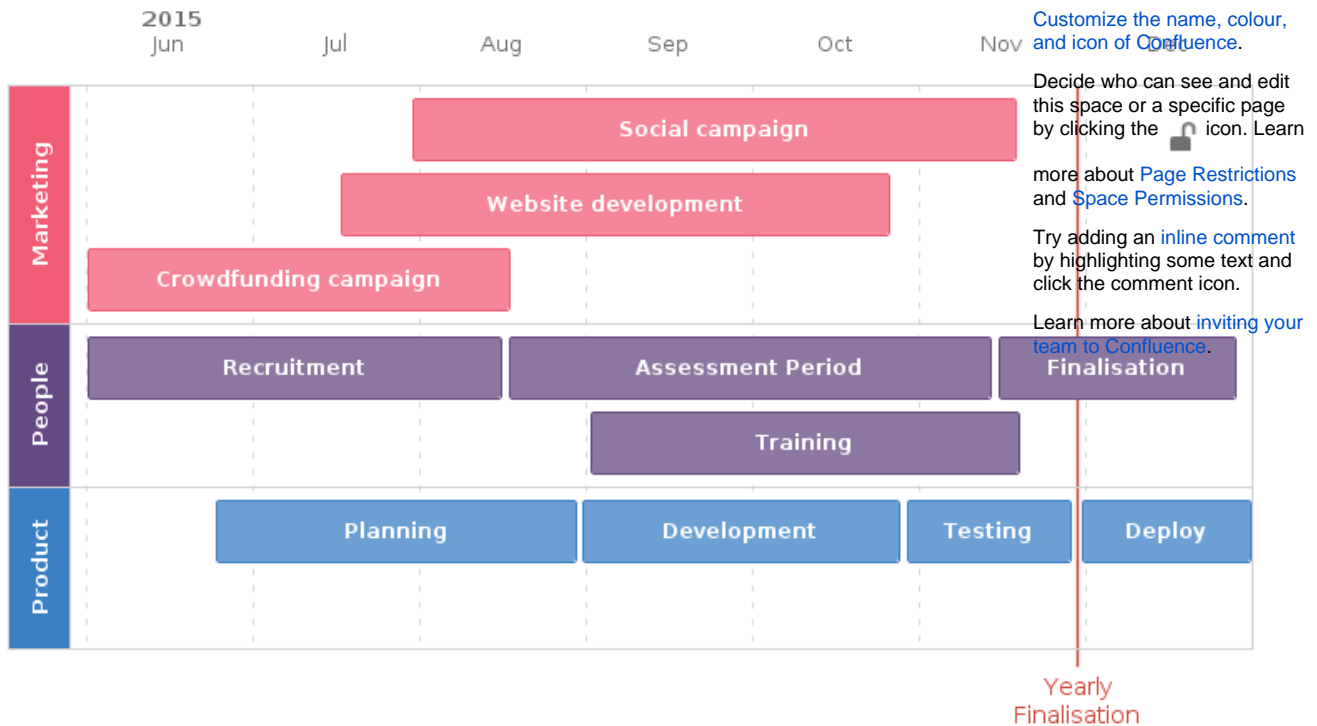 2015
Jun Jul Aug Sep Oct Nov Dec
Customize the name, colour,
and icon of Confluence.
Decide who can see and edit
this space or a specific page
by clicking the icon. Learn
more about Page Restrictions
and Space Permissions.
Try adding an inline comment
by highlighting some text and
click the comment icon.
Learn more about inviting your
team to Confluence.
Marketing
Social campaign
Website development
Crowdfunding campaign
People
Recruitment
Assessment Period
Finalisation
Training
Product
Planning
Development
Testing
Deploy
Yearly
Finalisation